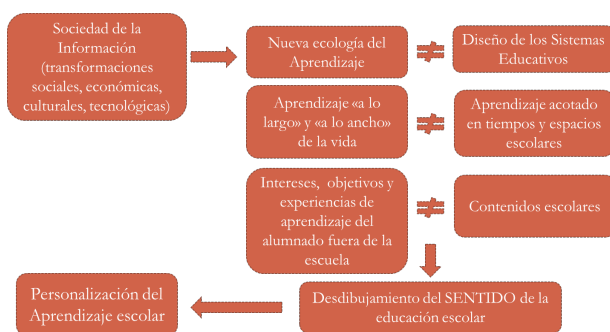 Sociedad de la
Información
(transformaciones
sociales, económicas,
culturales, tecnológicas)
Nueva ecología del
Aprendizaje
≠
Diseño de los Sistemas
Educativos
Aprendizaje «a lo
largo» y «a lo ancho»
de la vida
≠
Aprendizaje acotado
en tiempos y espacios
escolares
Intereses, objetivos y
experiencias de
aprendizaje del
alumnado fuera de la
escuela
≠
Contenidos escolares
Desdibujamiento del SENTIDO de la
educación escolar
Personalización del
Aprendizaje escolar